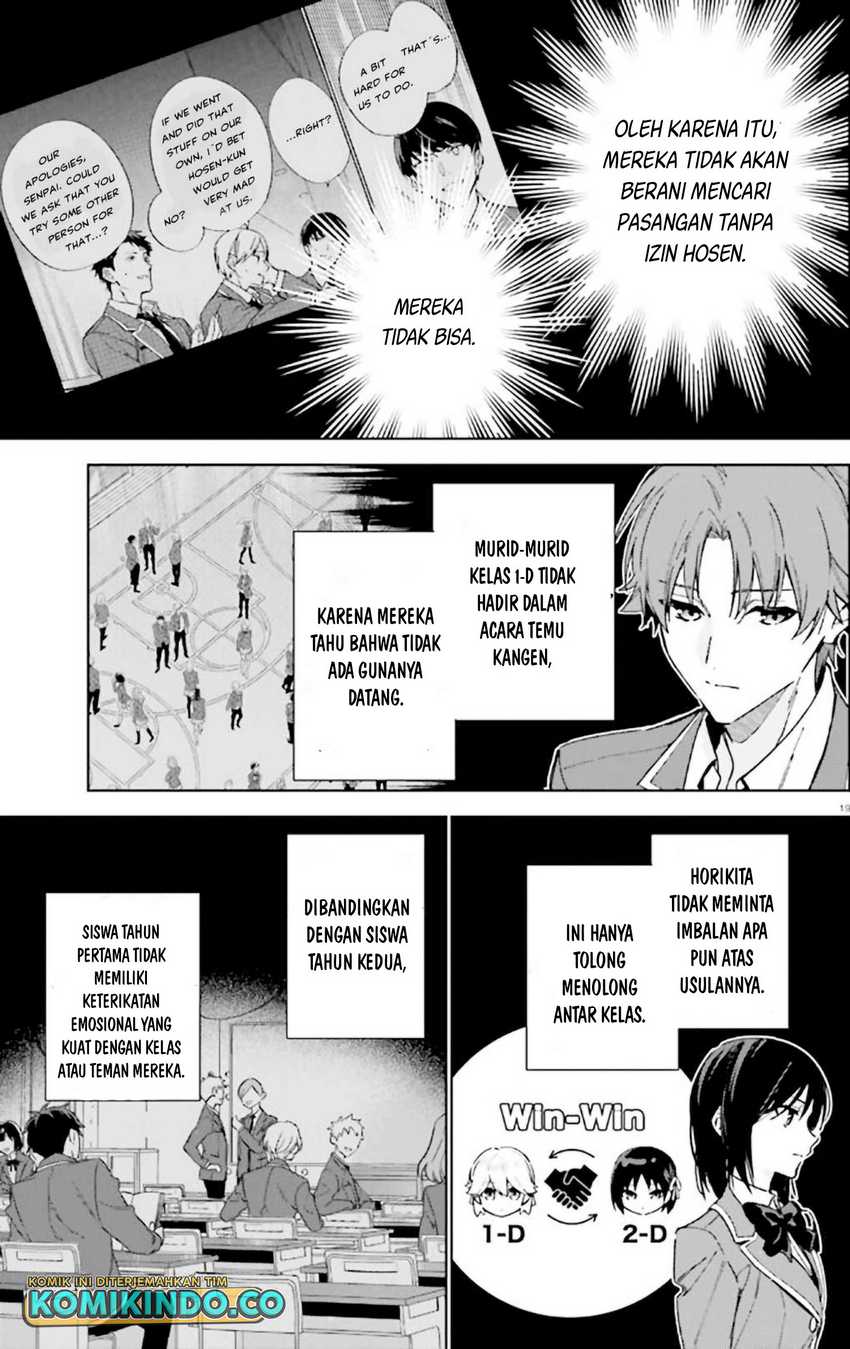 OLEH KARENA ITU,
MEREKA TIDAK AKAN
BERANI MENCARI
PASANGAN TANPA
IZIN HOSEN.
A BIT THAT'S...
HARD FOR
US TO DO.
...RIGHT?
IF WE WENT
AND DID THAT
STUFF ON OUR
OWN, I'D BET
HOSEN-KUN
WOULD GET
VERY MAD
AT US.
NO?
OUR
APOLOGIES,
SENPAI. COULD
WE ASK THAT YOU
TRY SOME OTHER
PERSON FOR
THAT...?
MEREKA
TIDAK BISA.
MURID-MURID
KELAS 1-D TIDAK
HADIR DALAM
ACARA TEMU
KANGEN,
KARENA MEREKA
TAHU BAHWA TIDAK
ADA GUNANYA
DATANG.
19
HORIKITA
TIDAK MEMINTA
IMBALAN APA
PUN ATAS
USULANNYA.
INI HANYA
TOLONG
MENOLONG
ANTAR KELAS.
Win-Win
1-D
2-D
DIBANDINGKAN
DENGAN SISWA
TAHUN KEDUA,
SISWA TAHUN
PERTAMA TIDAK
MEMILIKI
KETERIKATAN
EMOSIONAL YANG
KUAT DENGAN KELAS
ATAU TEMAN MEREKA.
KOMIK INI DITERJEMAHKAN TIM
KOMIKINDO.CO